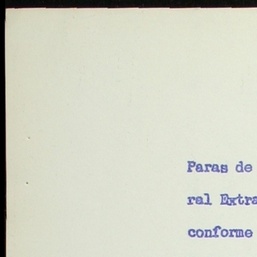 Paras de
ral Extra
conforme